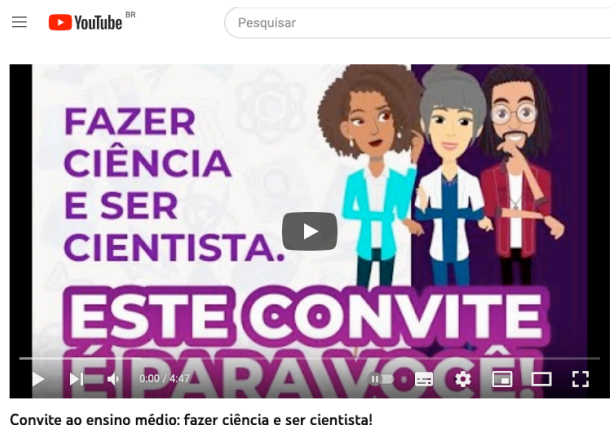 YouTube BR
Pesquisar
FAZER
CIÊNCIA
E SER
CIENTISTA.
ESTE CONVITE
É PARA VOCÊ!
0:00 / 4:47
Convite ao ensino médio: fazer ciência e ser cientista!